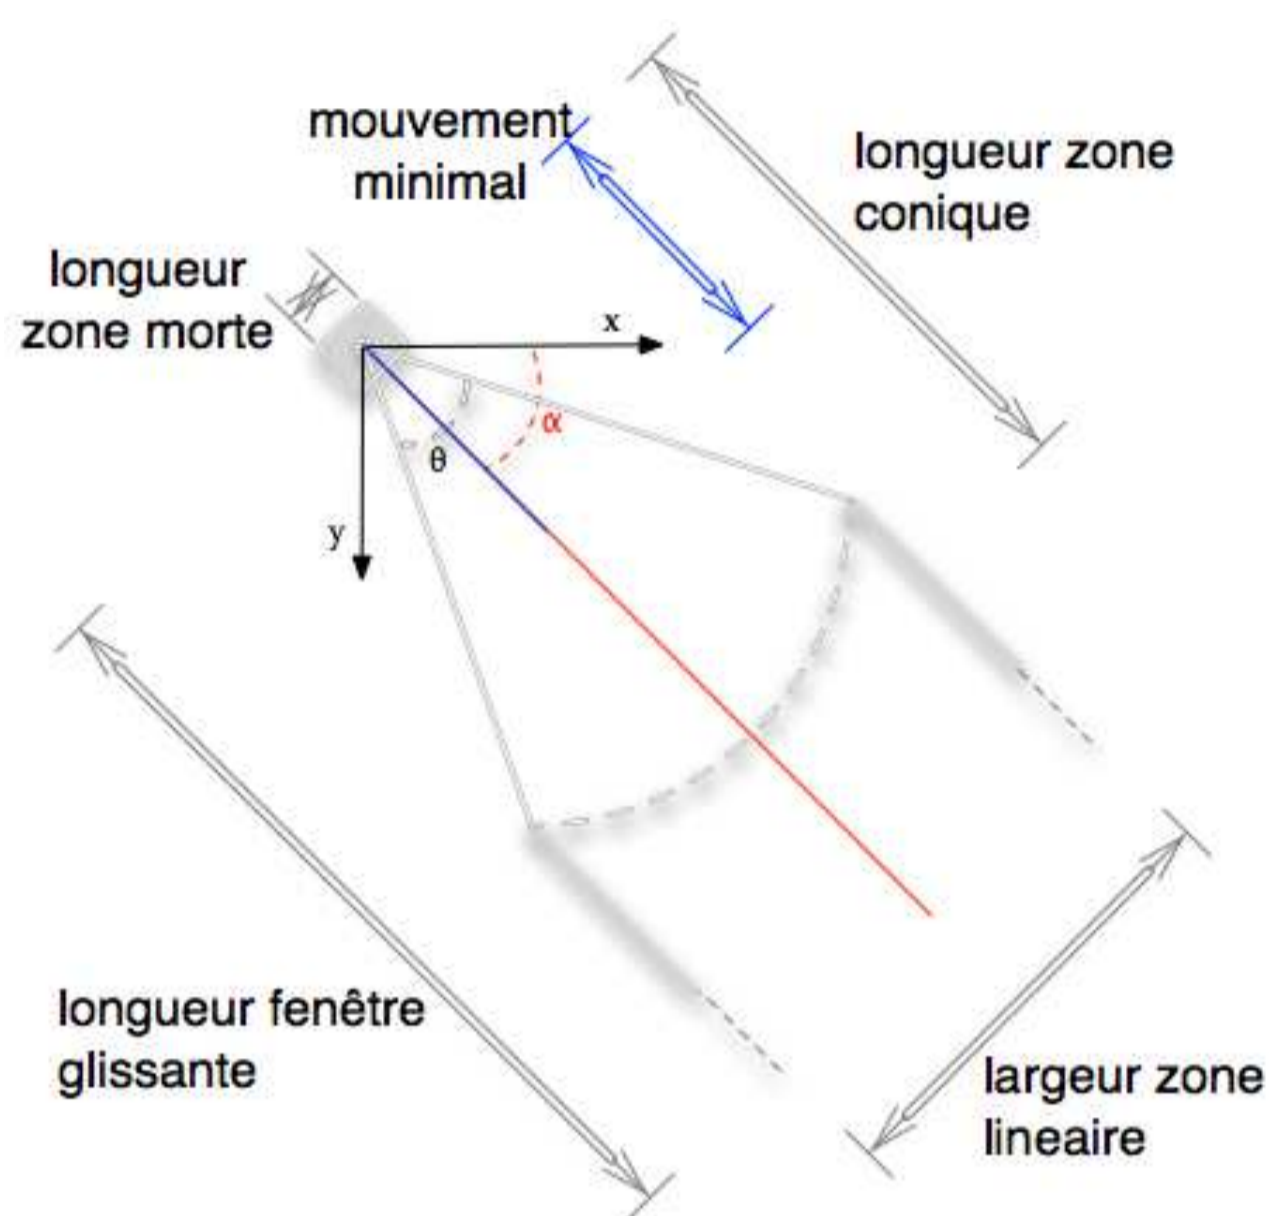 mouvement
minimal
longueur zone
conique
longueur
zone morte
x
α
θ
y
longueur fenêtre
glissante
largeur zone
lineaire